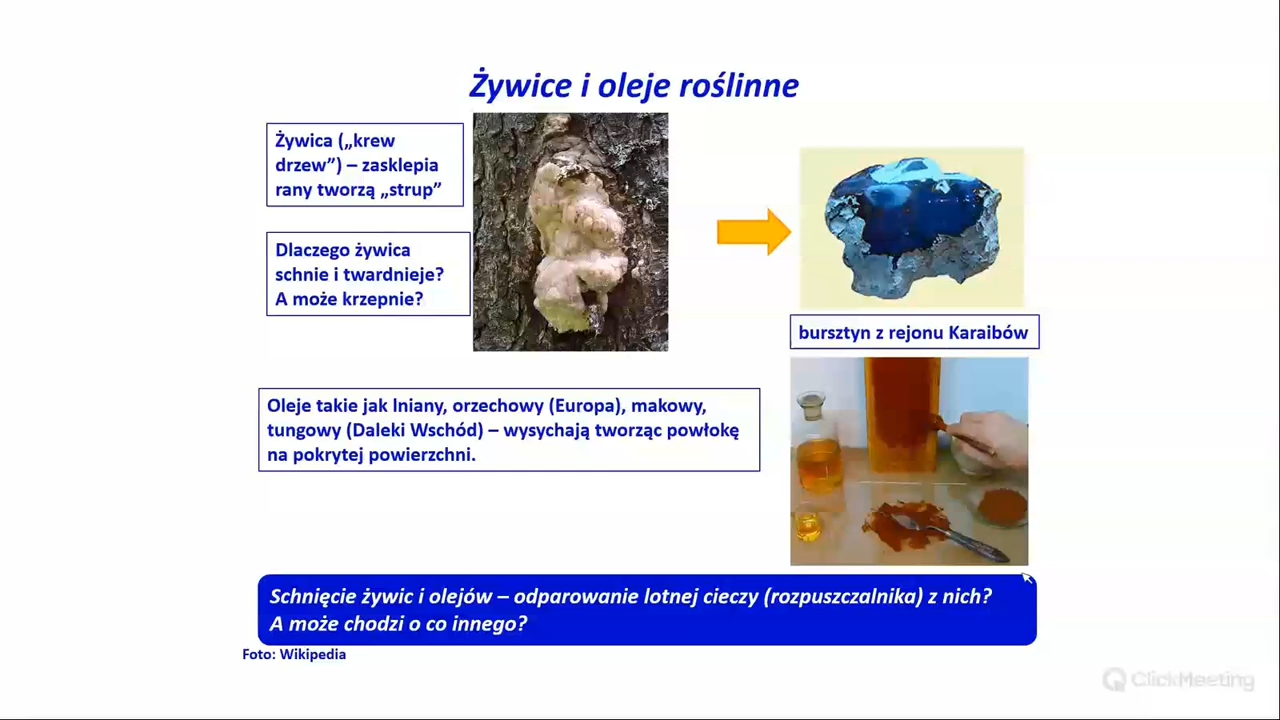 Żywice i oleje roślinne
Żywica („krew
drzew”) – zasklepia
rany tworzą „strup”
Dlaczego żywica
schnie i twardnieje?
A może krzepnie?
bursztyn z rejonu Karaibów
Oleje takie jak lniany, orzechowy (Europa), makowy,
tungowy (Daleki Wschód) – wysychają tworząc powłokę
na pokrytej powierzchni.
Schnięcie żywic i olejów – odparowanie lotnej cieczy (rozpuszczalnika) z nich?
A może chodzi o co innego?
Foto: Wikipedia
ClickMeeting